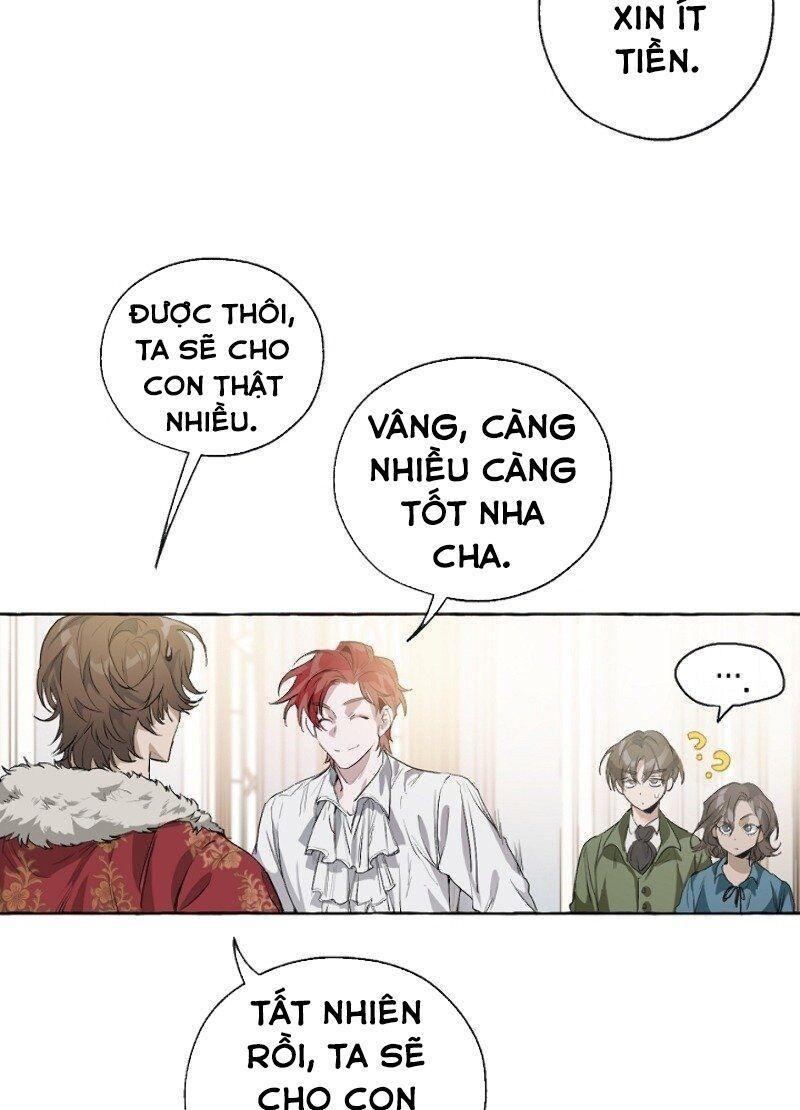 XIN ÍT
TIỀN.
ĐƯỢC THÔI,
TA SẼ CHO
CON THẬT
NHIỀU.
VÂNG, CÀNG
NHIỀU CÀNG
TỐT NHA
CHA.
....
??
TẤT NHIÊN
RỒI, TA SẼ
CHO CON